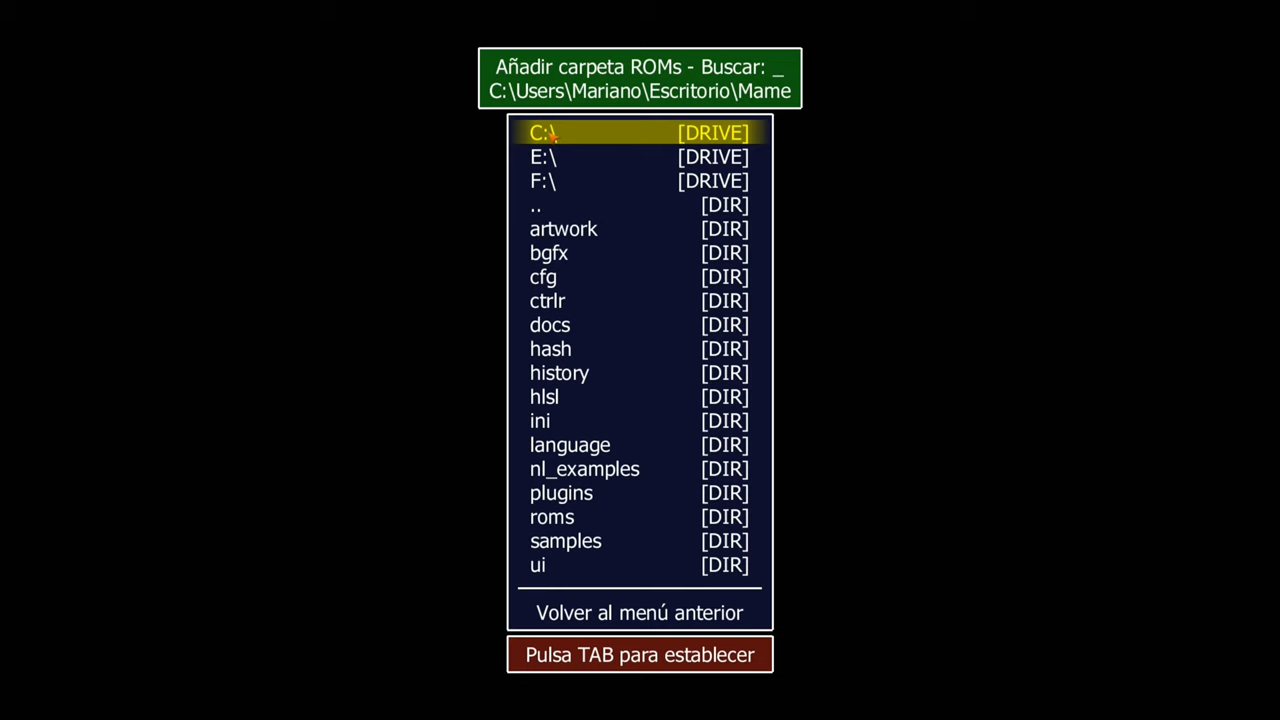 Añadir carpeta ROMs - Buscar: _
C:\Users\Mariano\Escritorio\Mame
C:\ [DRIVE]
E:\ [DRIVE]
F:\ [DRIVE]
.. [DIR]
artwork [DIR]
bgfx [DIR]
cfg [DIR]
ctrlr [DIR]
docs [DIR]
hash [DIR]
history [DIR]
hlsl [DIR]
ini [DIR]
language [DIR]
nl_examples [DIR]
plugins [DIR]
roms [DIR]
samples [DIR]
ui [DIR]
Volver al menú anterior
Pulsa TAB para establecer